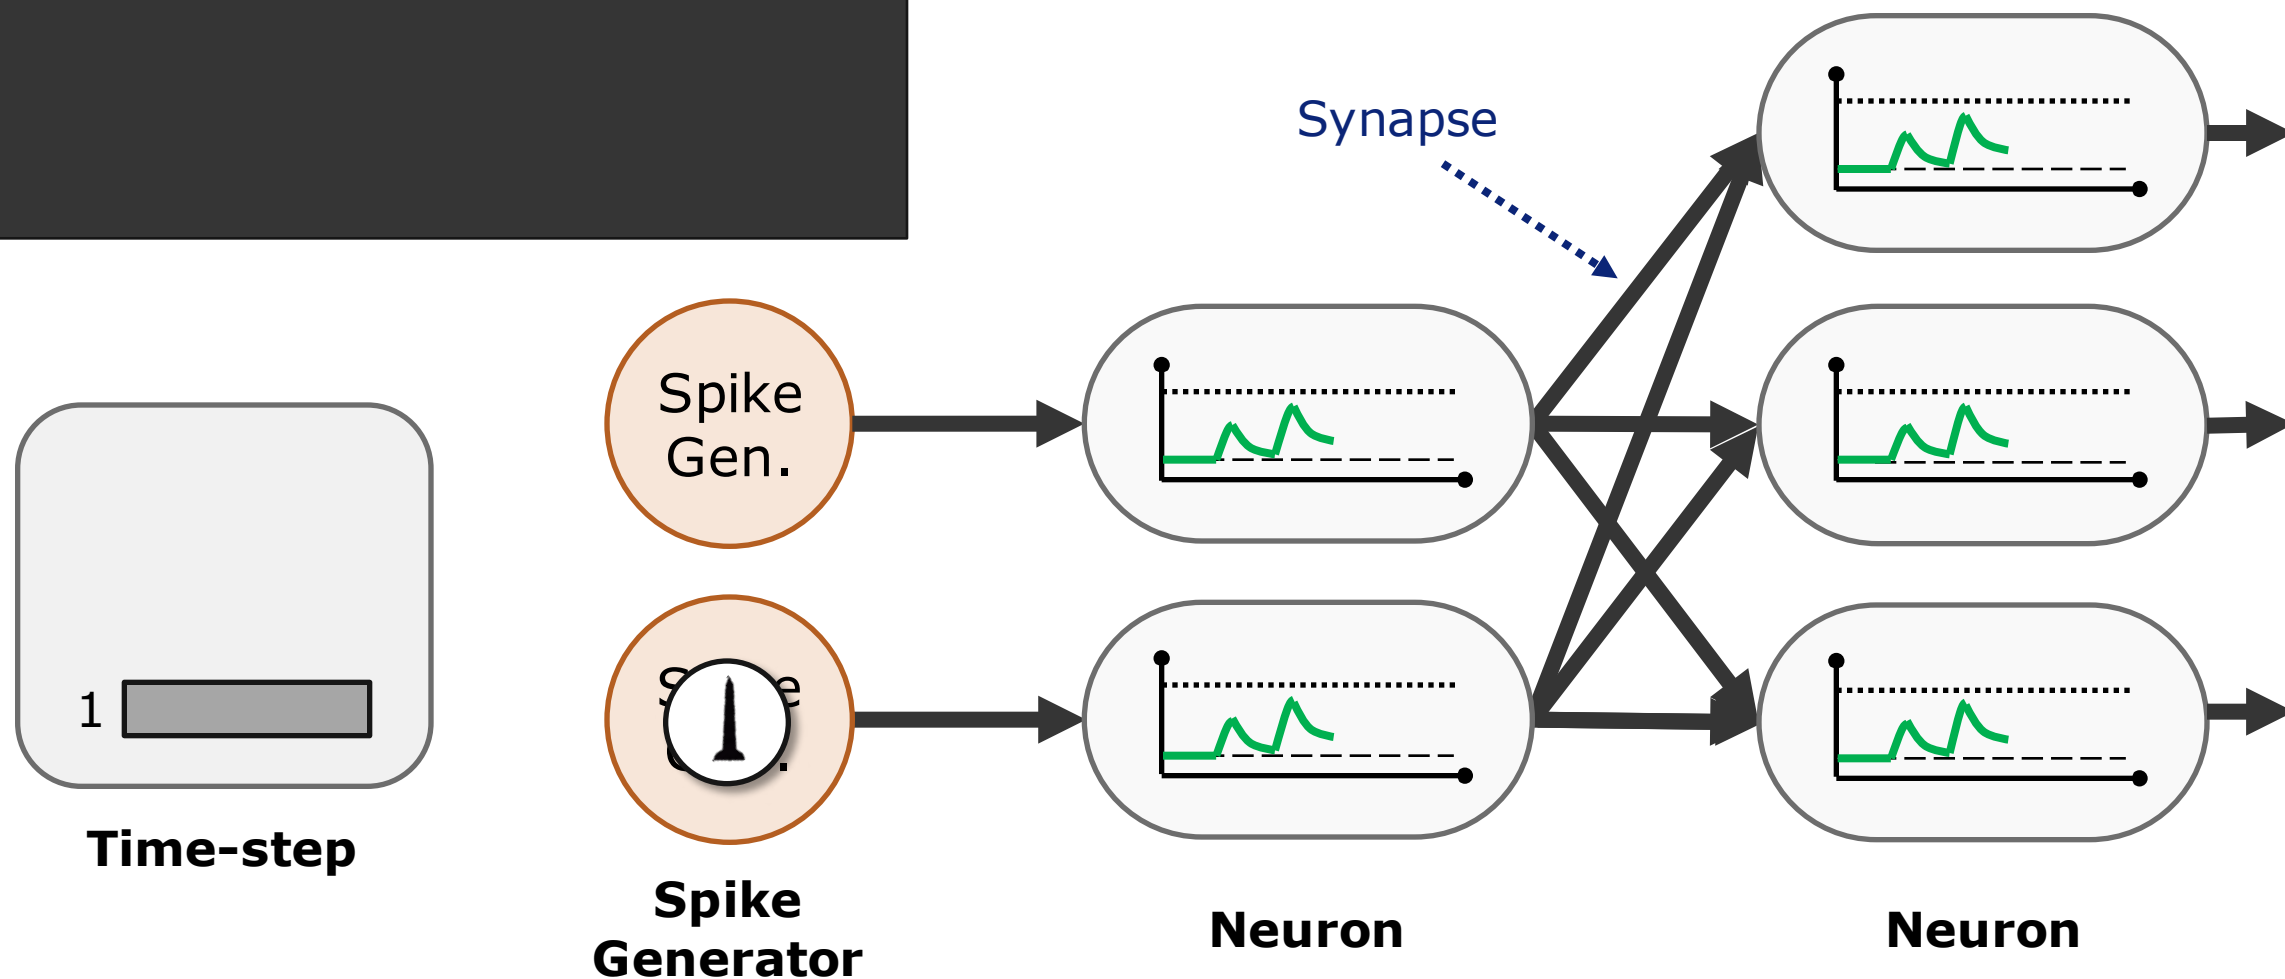 Synapse
Spike
Gen.
1
Time-step
Spike
Generator
Neuron
Neuron